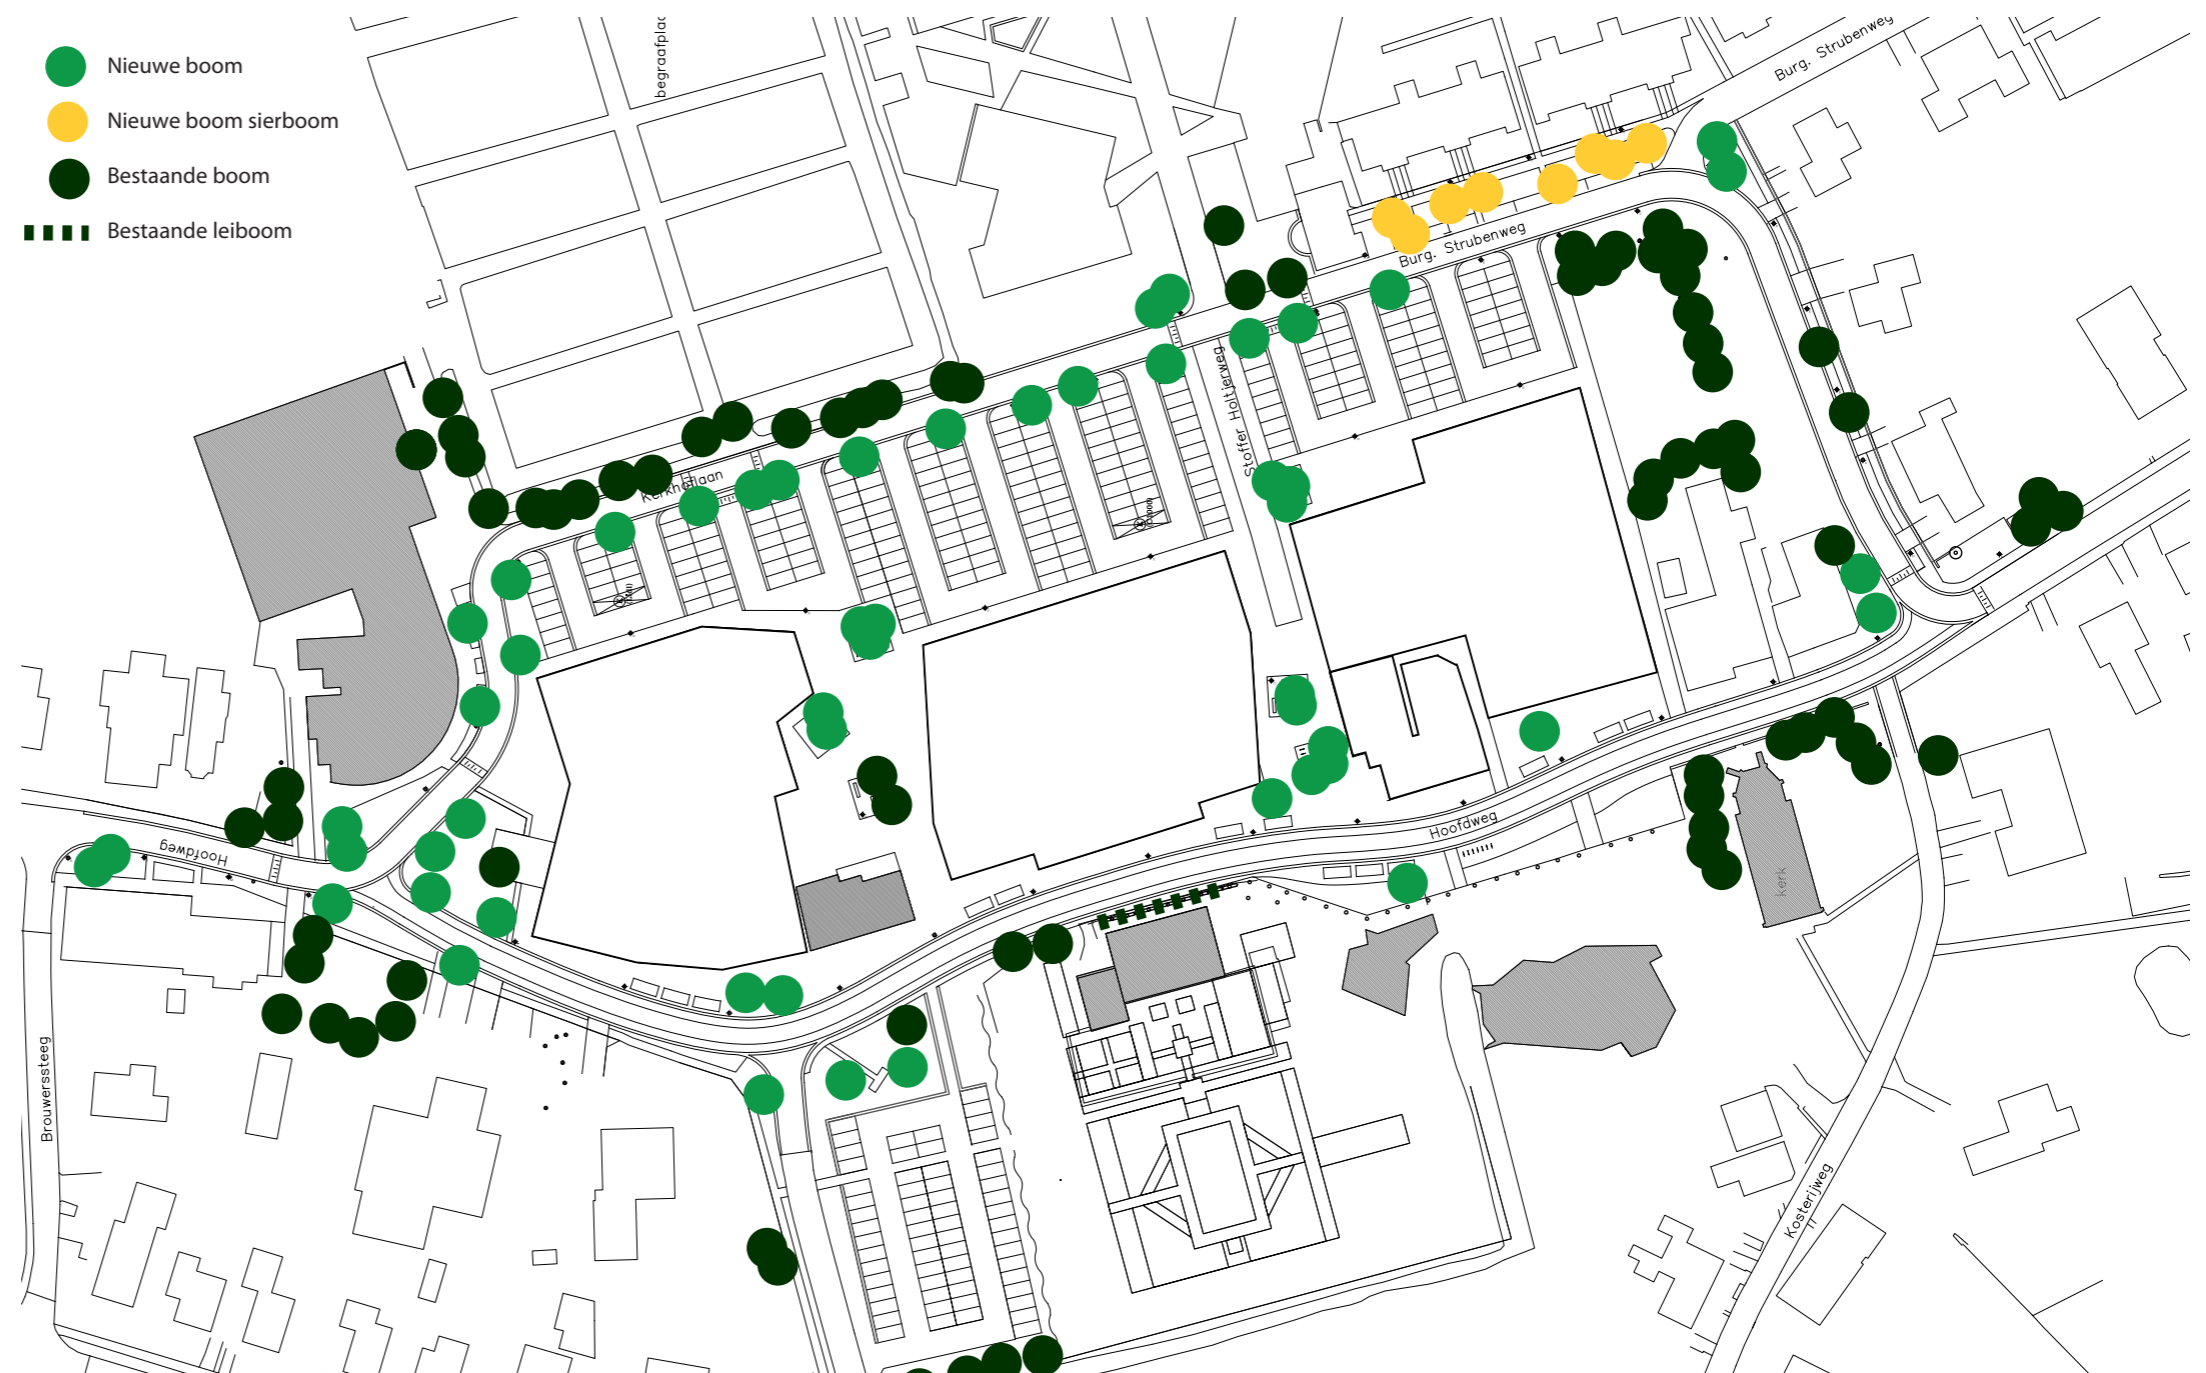 Nieuwe boom
Nieuwe boom sierboom
Bestaande boom
Bestaande leiboom
begraafplaa
Burg. Strubenweg
Burg. Strubenweg
Stoffer Holtjerweg
Kerkhoflaan
Hoofdweg
Hoofdweg
kerk
Brouwerssteeg
Kosterijweg